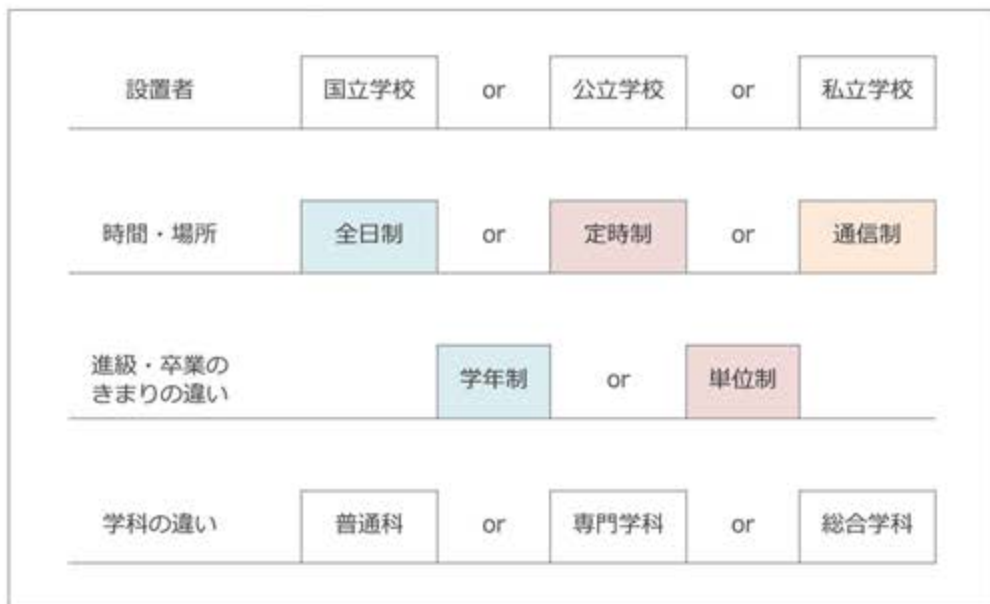 設置者 国立学校 or 公立学校 or 私立学校
時間・場所 全日制 or 定時制 or 通信制
進級・卒業の
きまりの違い 学年制 or 単位制
学科の違い 普通科 or 専門学科 or 総合学科